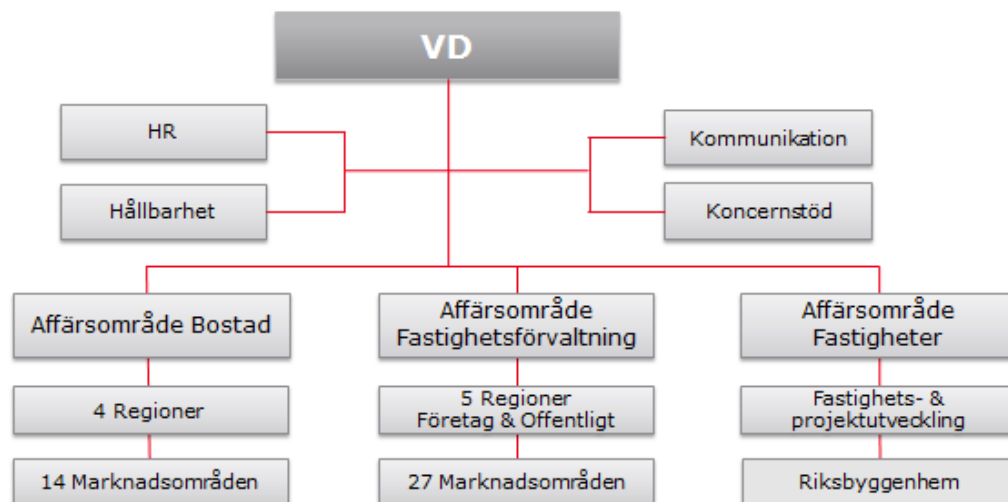 VD
HR
Kommunikation
Hållbarhet
Koncernstöd
Affärsområde Bostad
Affärsområde
Fastighetsförvaltning
Affärsområde
Fastigheter
4 Regioner
5 Regioner
Företag & Offentligt
Fastighets- &
projektutveckling
14 Marknadsområden
27 Marknadsområden
Riksbyggenhem